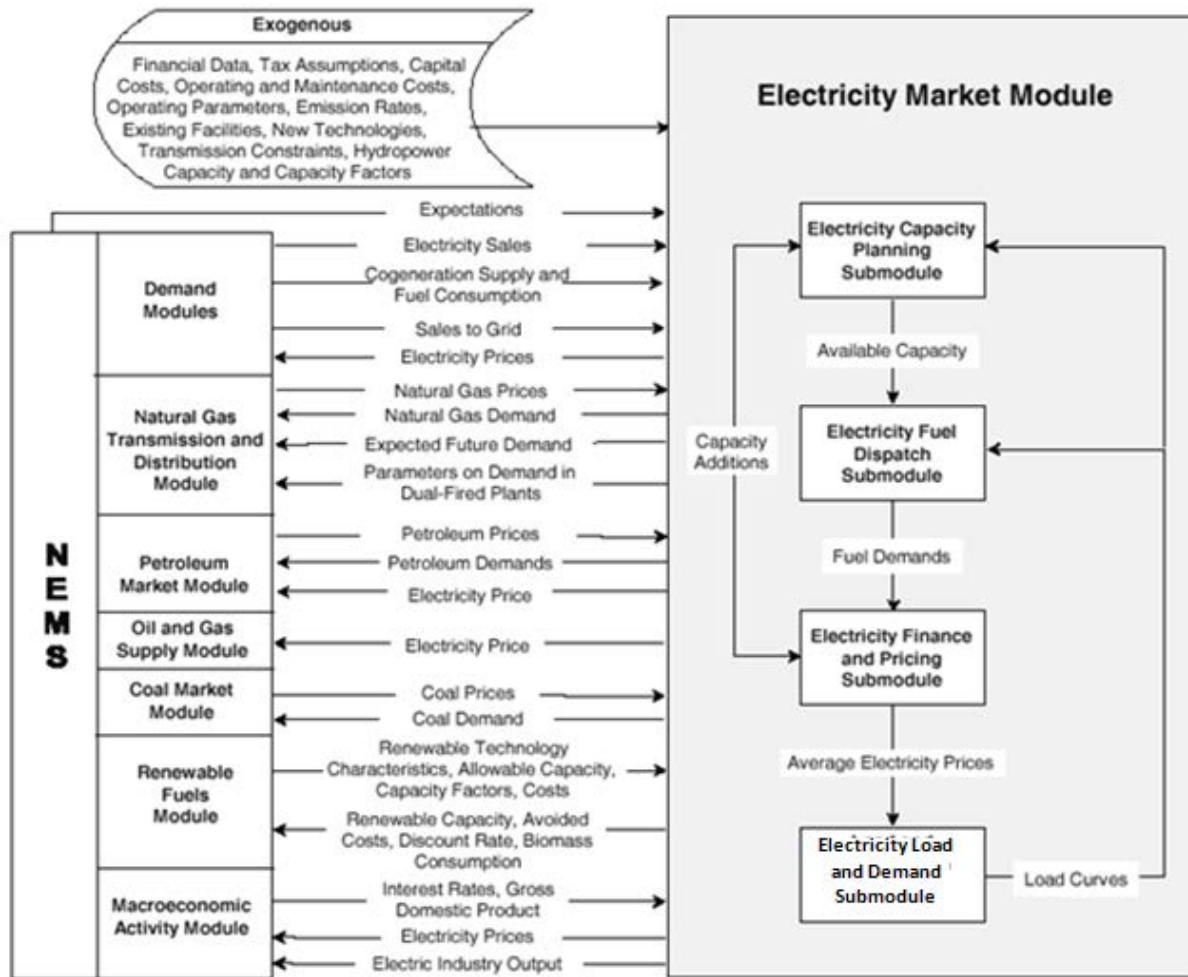 Exogenous
Financial Data, Tax Assumptions, Capital
Costs, Operating and Maintenance Costs,
Operating Parameters, Emission Rates,
Existing Facilities, New Technologies,
Transmission Constraints, Hydropower
Capacity and Capacity Factors
NEMS
Demand
Modules
Natural Gas
Transmission and
Distribution
Module
Petroleum
Market Module
Oil and Gas
Supply Module
Coal Market
Module
Renewable
Fuels
Module
Macroeconomic
Activity Module
Expectations
Electricity Sales
Cogeneration Supply and
Fuel Consumption
Sales to Grid
Electricity Prices
Natural Gas Prices
Natural Gas Demand
Expected Future Demand
Parameters on Demand in
Dual-Fired Plants
Petroleum Prices
Petroleum Demands
Electricity Price
Electricity Price
Coal Prices
Coal Demand
Renewable Technology
Characteristics, Allowable Capacity,
Capacity Factors, Costs
Renewable Capacity, Avoided
Costs, Discount Rate, Biomass
Consumption
Interest Rates, Gross
Domestic Product
Electricity Prices
Electric Industry Output
Electricity Market Module
Electricity Capacity
Planning
Submodule
Available Capacity
Electricity Fuel
Dispatch
Submodule
Capacity
Additions
Fuel Demands
Electricity Finance
and Pricing
Submodule
Average Electricity Prices
Electricity Load
and Demand
Submodule
Load Curves